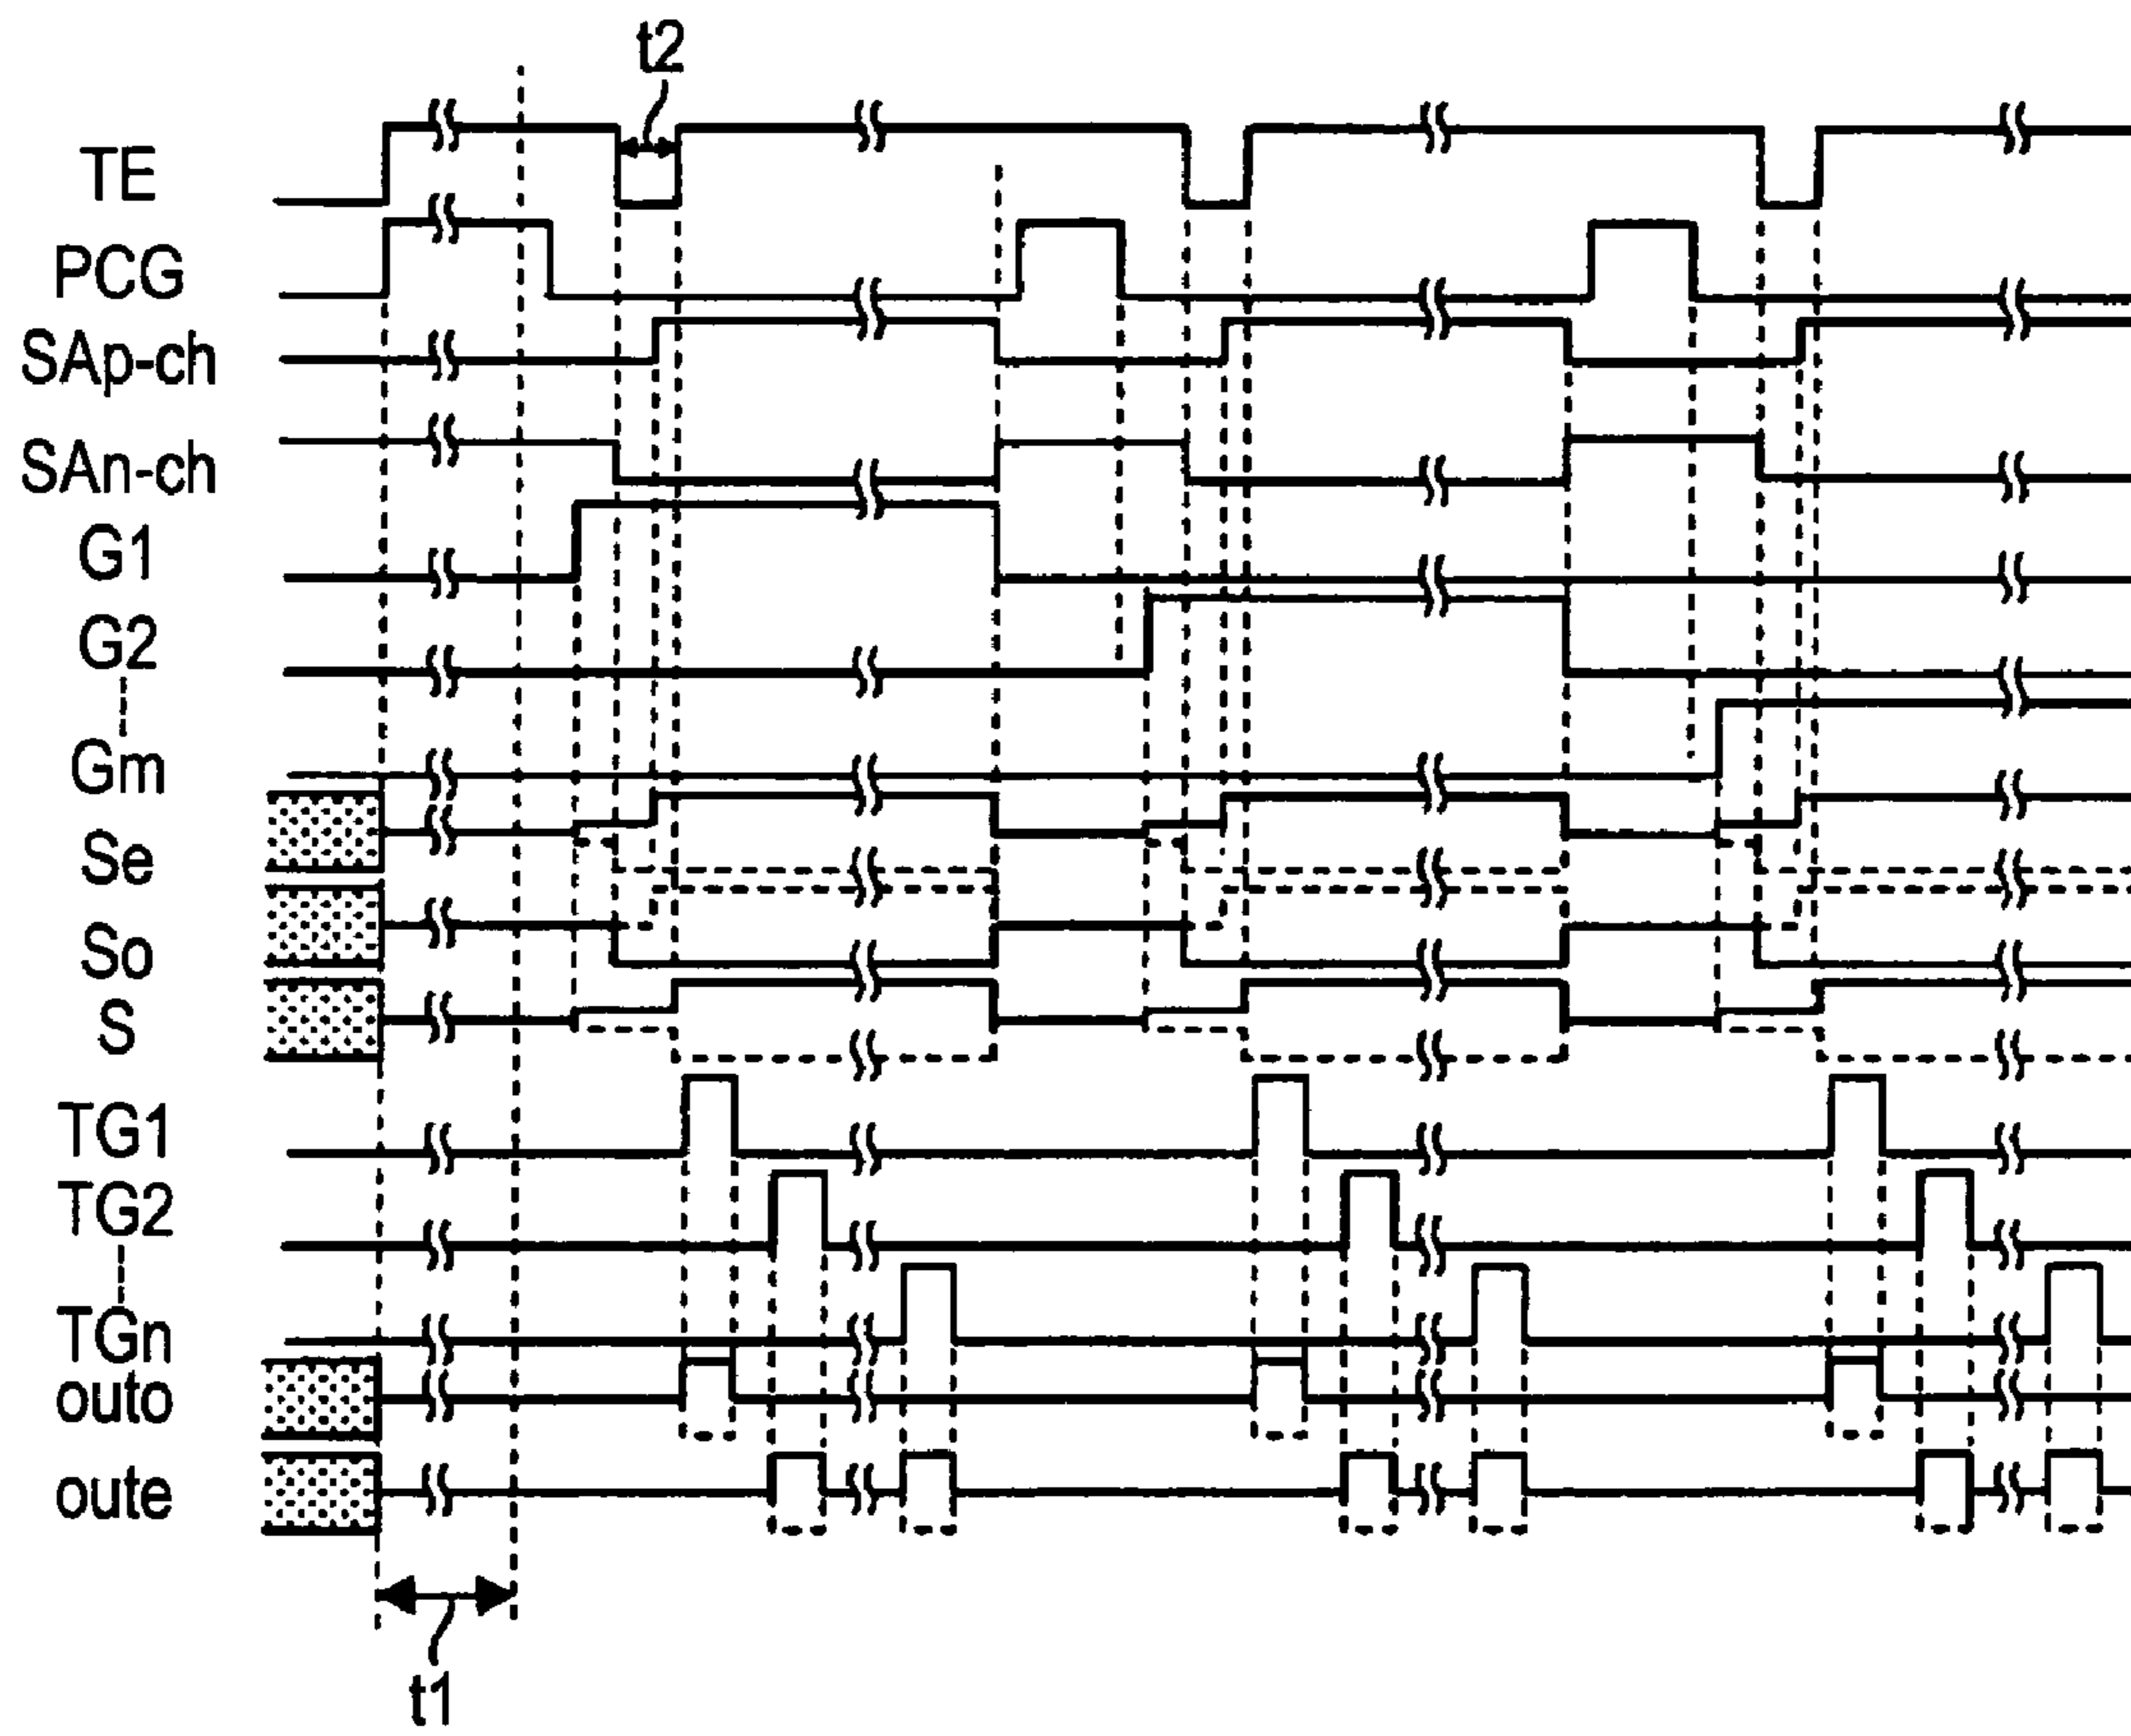 t2
TE
PCG
SAp-ch
SAn-ch
G1
G2
Gm
Se
So
S
TG1
TG2
TGn
outo
oute
t1